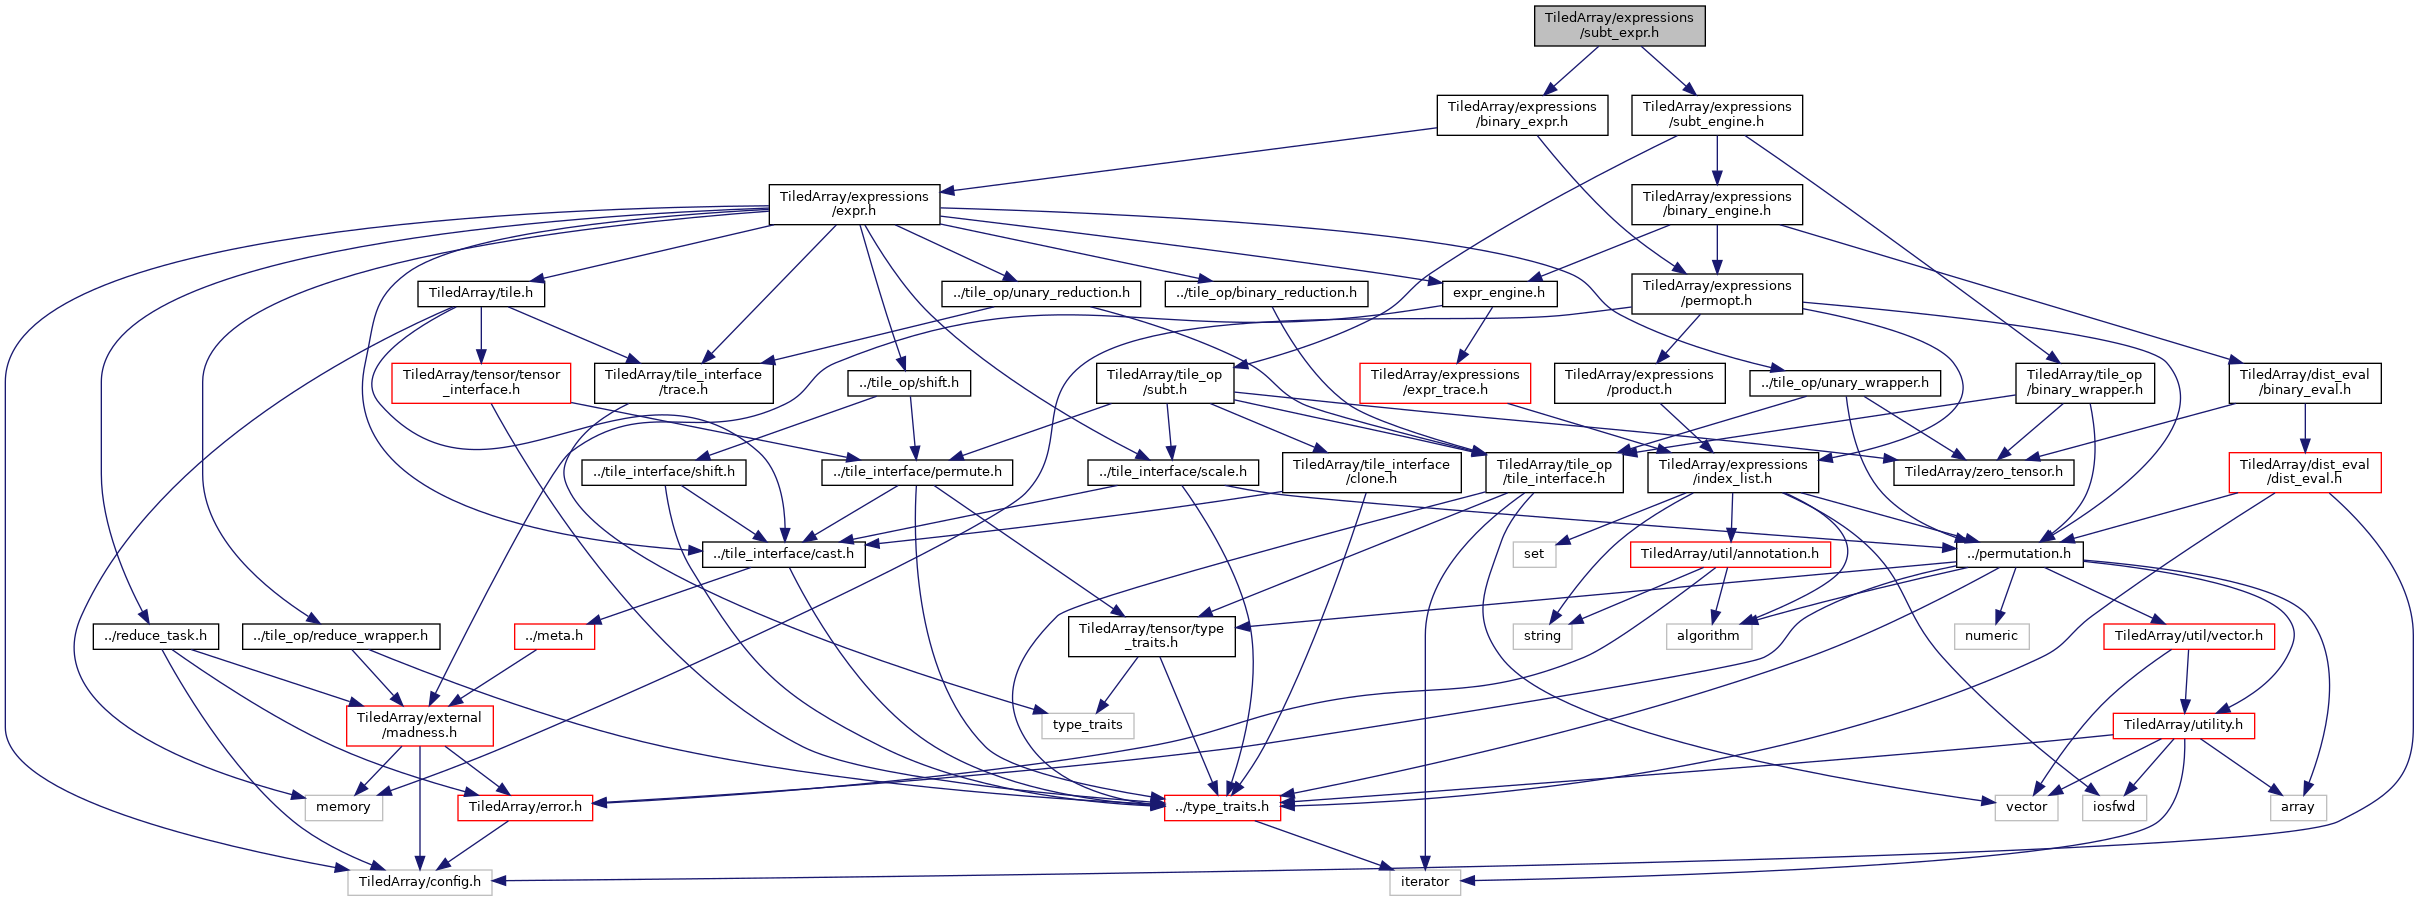 TiledArray/expressions
/subt_expr.h
TiledArray/expressions
/binary_expr.h
TiledArray/expressions
/subt_engine.h
TiledArray/expressions
/expr.h
TiledArray/expressions
/binary_engine.h
TiledArray/tile.h
../tile_op/unary_reduction.h
../tile_op/binary_reduction.h
expr_engine.h
TiledArray/expressions
/permopt.h
TiledArray/tensor/tensor
_interface.h
TiledArray/tile_interface
/trace.h
../tile_op/shift.h
TiledArray/tile_op
/subt.h
TiledArray/expressions
/expr_trace.h
TiledArray/expressions
/product.h
../tile_op/unary_wrapper.h
TiledArray/tile_op
/binary_wrapper.h
TiledArray/dist_eval
/binary_eval.h
../tile_interface/shift.h
../tile_interface/permute.h
../tile_interface/scale.h
TiledArray/tile_interface
/clone.h
TiledArray/tile_op
/tile_interface.h
TiledArray/expressions
/index_list.h
TiledArray/zero_tensor.h
TiledArray/dist_eval
/dist_eval.h
../tile_interface/cast.h
set
TiledArray/util/annotation.h
../permutation.h
../reduce_task.h
../tile_op/reduce_wrapper.h
../meta.h
TiledArray/tensor/type
_traits.h
string
algorithm
numeric
TiledArray/util/vector.h
TiledArray/external
/madness.h
type_traits
TiledArray/utility.h
memory
TiledArray/error.h
../type_traits.h
vector
iosfwd
array
TiledArray/config.h
iterator